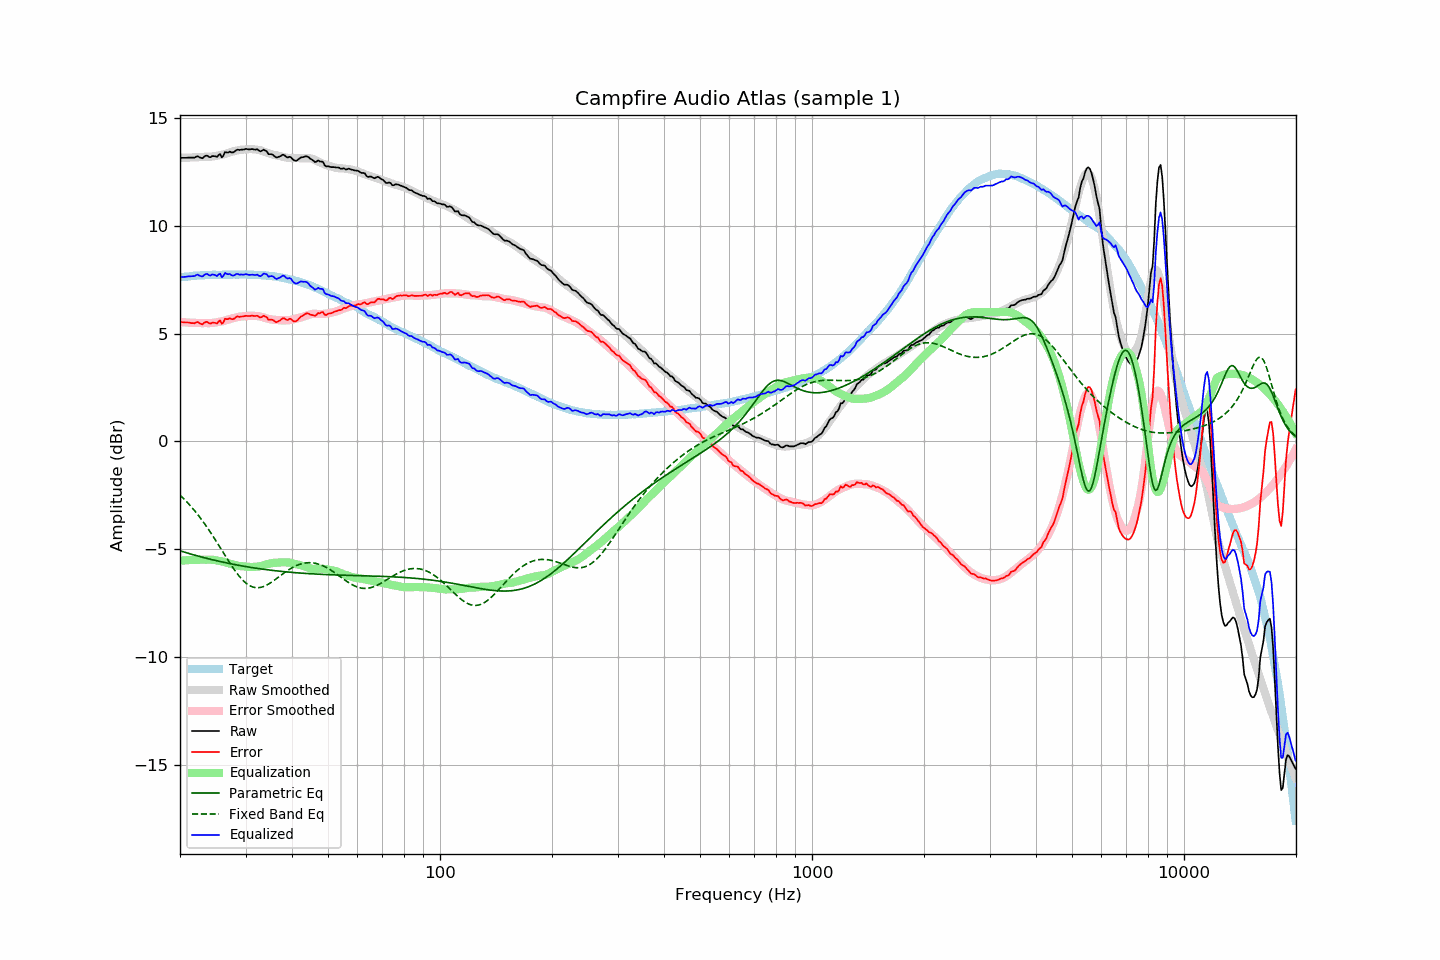 Campfire Audio Atlas (sample 1)
15
10
5
0
−5
−10
−15
Amplitude (dBr)
Target
Raw Smoothed
Error Smoothed
Raw
Error
Equalization
Parametric Eq
Fixed Band Eq
Equalized
100
1000
10000
Frequency (Hz)